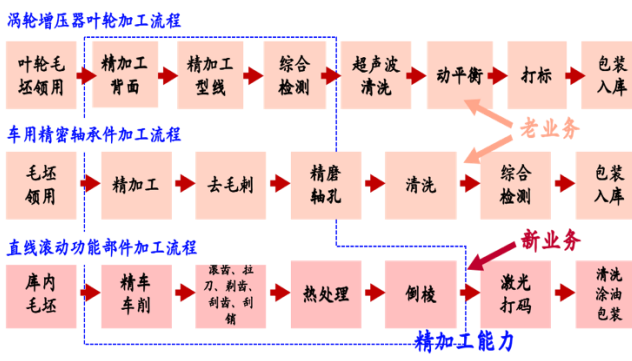 涡轮增压器叶轮加工流程
叶轮毛
坯领用
精加工
背面
精加工
型线
综合
检测
超声波
清洗
动平衡
打标
包装
入库
老业务
车用精密轴承件加工流程
毛坯
领用
精加工
去毛刺
精磨
轴孔
清洗
综合
检测
包装
入库
新业务
直线滚动功能部件加工流程
库内
毛坯
精车
车削
滚齿、拉
刀、剃齿、
刮齿、刮
销
热处理
倒棱
激光
打码
清洗
涂油
包装
精加工能力